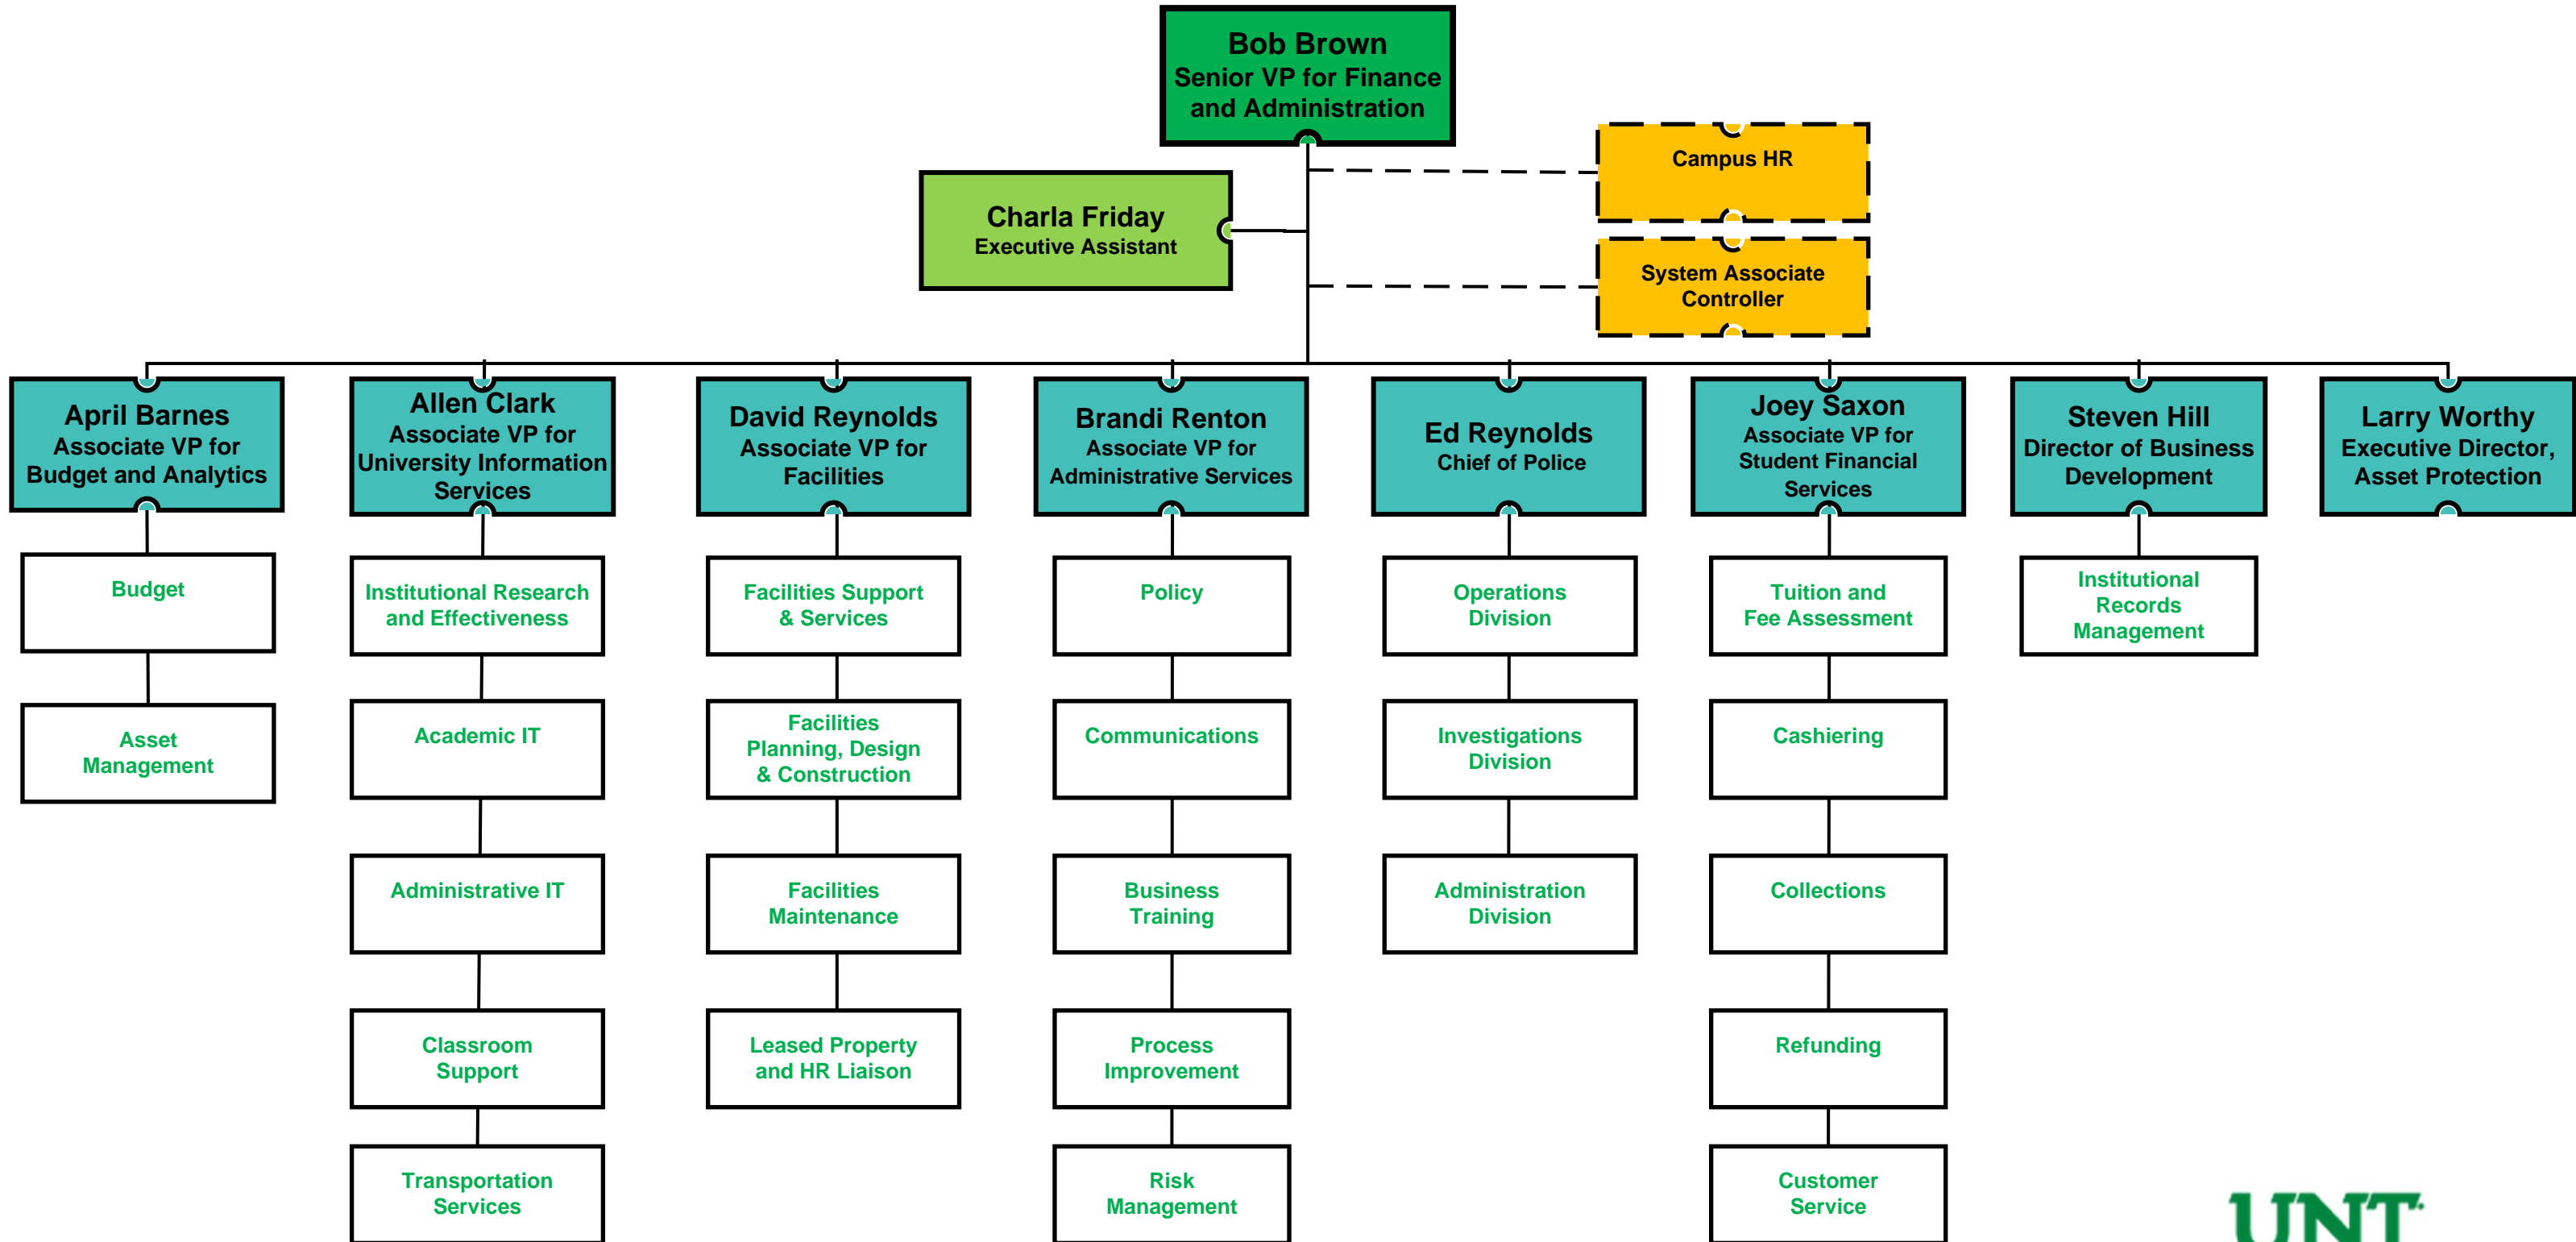 Bob Brown
Senior VP for Finance
and Administration
Campus HR
Charla Friday
Executive Assistant
System Associate
Controller
April Barnes
Associate VP for
Budget and Analytics
Allen Clark
Associate VP for
University Information
Services
David Reynolds
Associate VP for
Facilities
Brandi Renton
Associate VP for
Administrative Services
Ed Reynolds
Chief of Police
Joey Saxon
Associate VP for
Student Financial
Services
Steven Hill
Director of Business
Development
Larry Worthy
Executive Director,
Asset Protection
Budget
Asset
Management
Institutional Research
and Effectiveness
Academic IT
Administrative IT
Classroom
Support
Transportation
Services
Facilities Support
& Services
Facilities
Planning, Design
& Construction
Facilities
Maintenance
Leased Property
and HR Liaison
Policy
Communications
Business
Training
Process
Improvement
Risk
Management
Operations
Division
Investigations
Division
Administration
Division
Tuition and
Fee Assessment
Cashiering
Collections
Refunding
Customer
Service
Institutional
Records
Management
UNT